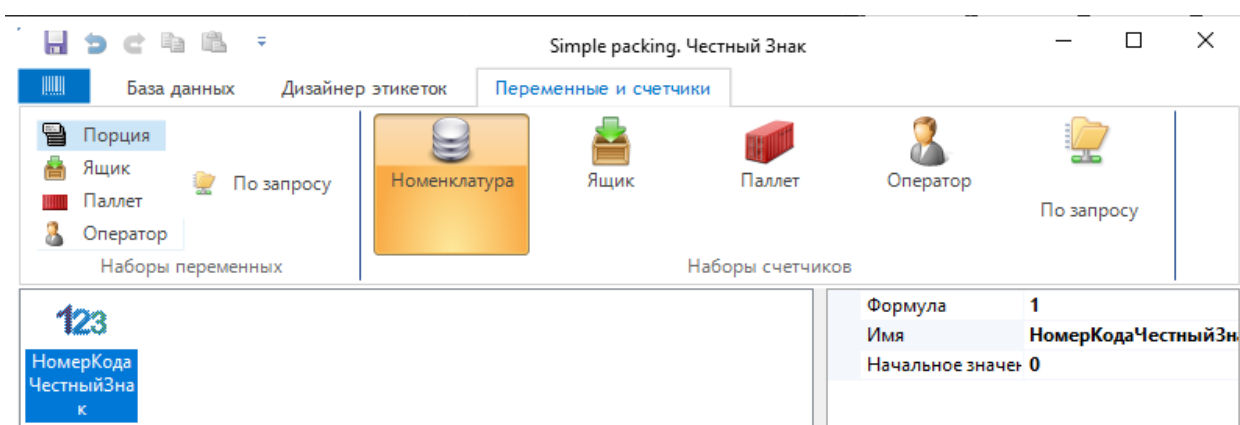 Simple packing. Честный Знак
База данных Дизайнер этикеток Переменные и счетчики
Порция
Ящик
Паллет
Оператор
По запросу
Наборы переменных
Номенклатура Ящик Паллет Оператор По запросу
Наборы счетчиков
123
НомерКода
ЧестныйЗна
к
Формула 1
Имя НомерКодаЧестныйЗн
Начальное значен 0